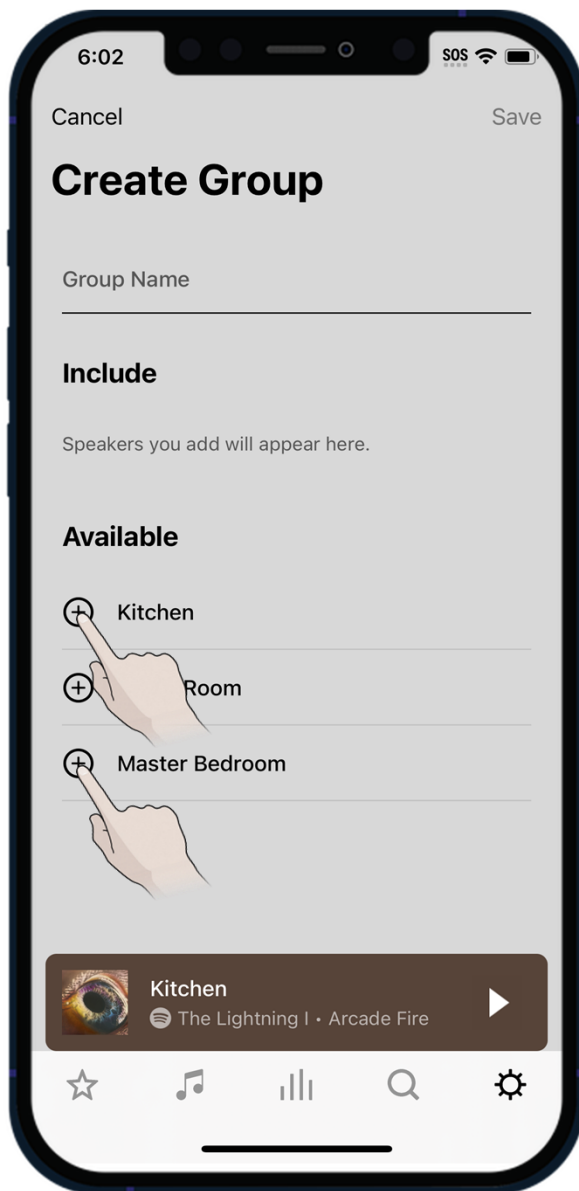 6:02
SOS
Cancel
Save
Create Group
Group Name
Include
Speakers you add will appear here.
Available
Kitchen
Room
Master Bedroom
Kitchen
The Lightning I • Arcade Fire